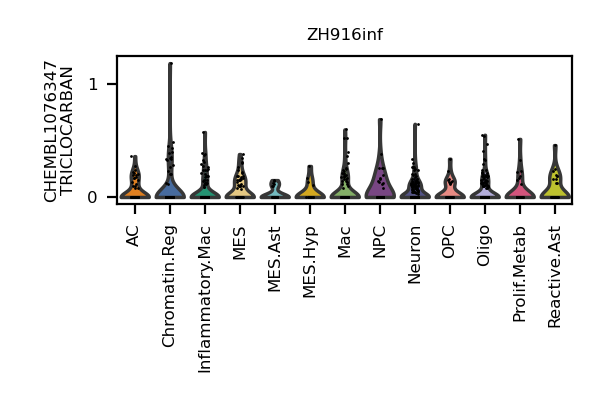 ZH916inf
CHEMBL1076347
TRICLOCARBAN
1
0
AC
Chromatin.Reg
Inflammatory.Mac
MES
MES.Ast
MES.Hyp
Mac
NPC
Neuron
OPC
Oligo
Prolif.Metab
Reactive.Ast